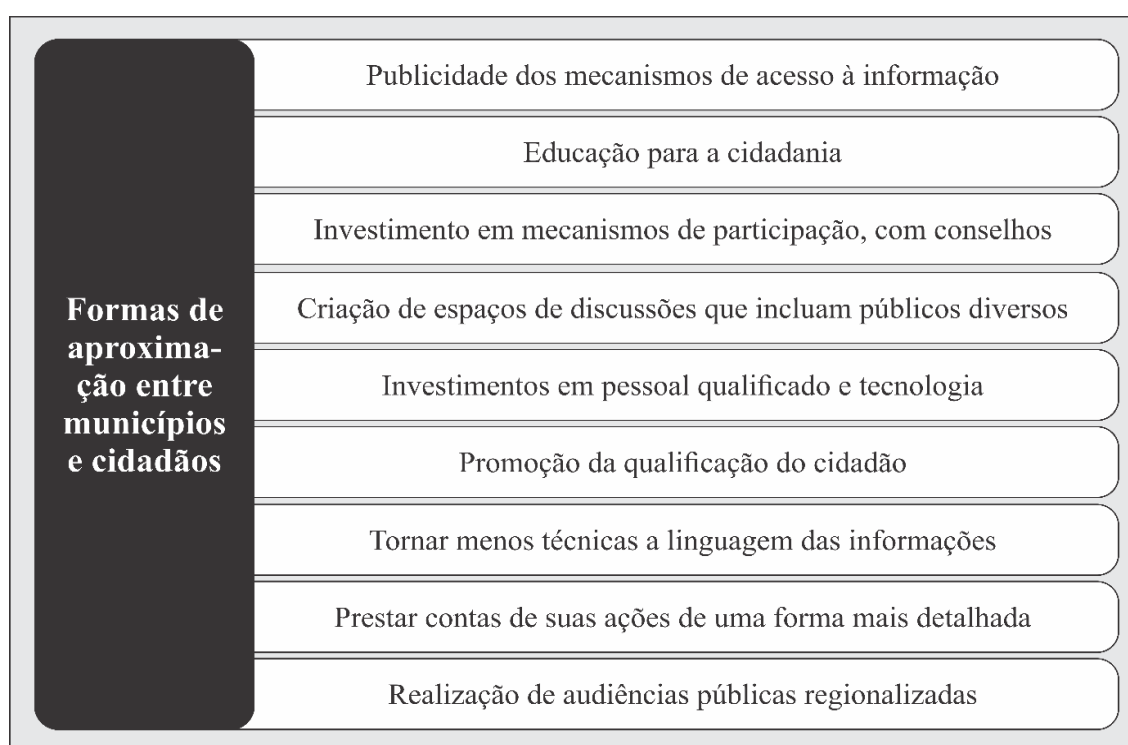 Formas de
aproxima-
ção entre
municípios
e cidadãos
Publicidade dos mecanismos de acesso à informação
Educação para a cidadania
Investimento em mecanismos de participação, com conselhos
Criação de espaços de discussões que incluam públicos diversos
Investimentos em pessoal qualificado e tecnologia
Promoção da qualificação do cidadão
Tornar menos técnicas a linguagem das informações
Prestar contas de suas ações de uma forma mais detalhada
Realização de audiências públicas regionalizadas